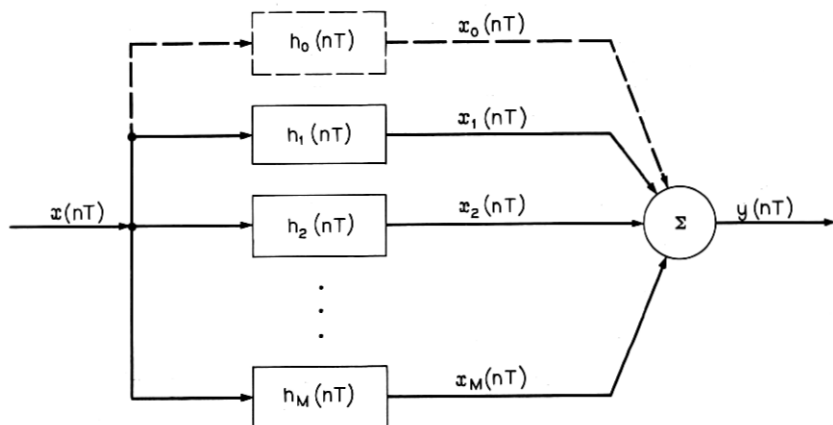 h₀(nT) x₀(nT)
h₁(nT) x₁(nT)
x(nT) h₂(nT) x₂(nT) Σ y(nT)
h_M(nT) x_M(nT)